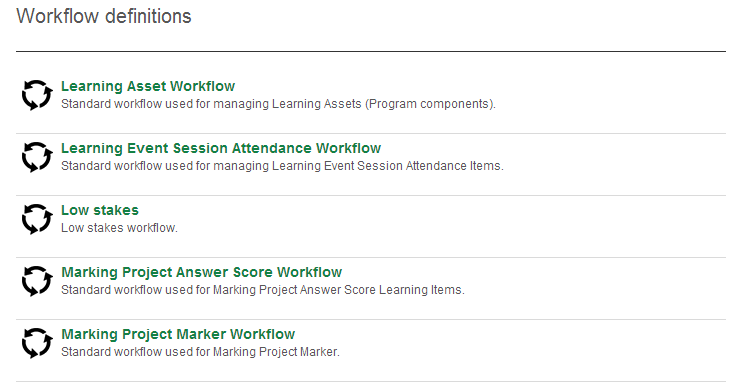 Workflow definitions
Learning Asset Workflow
Standard workflow used for managing Learning Assets (Program components).
Learning Event Session Attendance Workflow
Standard workflow used for managing Learning Event Session Attendance Items.
Low stakes
Low stakes workflow.
Marking Project Answer Score Workflow
Standard workflow used for Marking Project Answer Score Learning Items.
Marking Project Marker Workflow
Standard workflow used for Marking Project Marker.